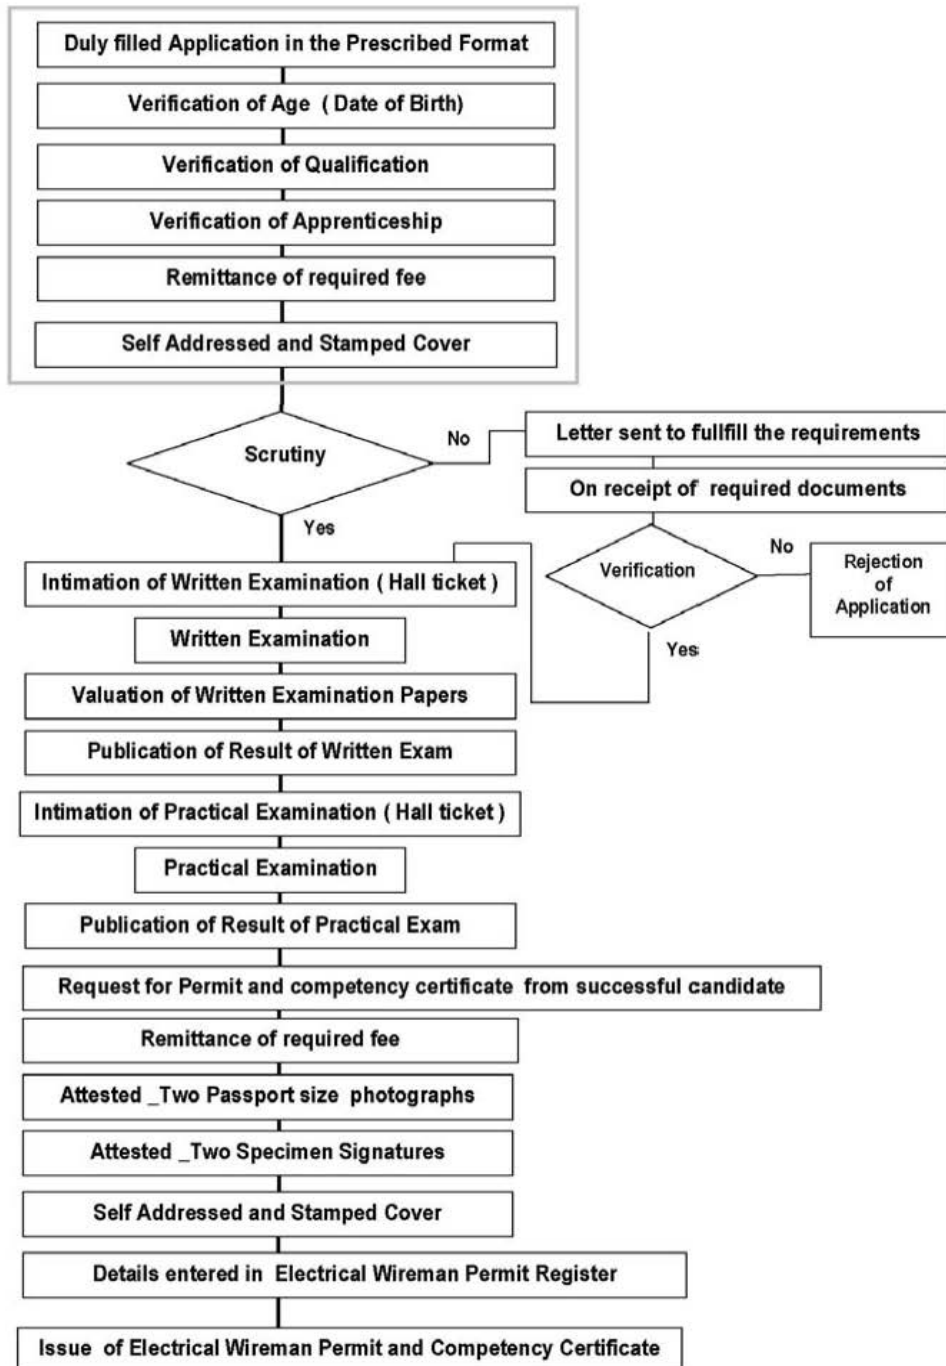 Duly filled Application in the Prescribed Format
Verification of Age ( Date of Birth)
Verification of Qualification
Verification of Apprenticeship
Remittance of required fee
Self Addressed and Stamped Cover
Scrutiny
No
Letter sent to fullfill the requirements
On receipt of required documents
Yes
Verification
No
Rejection
of
Application
Yes
Intimation of Written Examination ( Hall ticket )
Written Examination
Valuation of Written Examination Papers
Publication of Result of Written Exam
Intimation of Practical Examination ( Hall ticket )
Practical Examination
Publication of Result of Practical Exam
Request for Permit and competency certificate from successful candidate
Remittance of required fee
Attested _Two Passport size photographs
Attested _Two Specimen Signatures
Self Addressed and Stamped Cover
Details entered in Electrical Wireman Permit Register
Issue of Electrical Wireman Permit and Competency Certificate